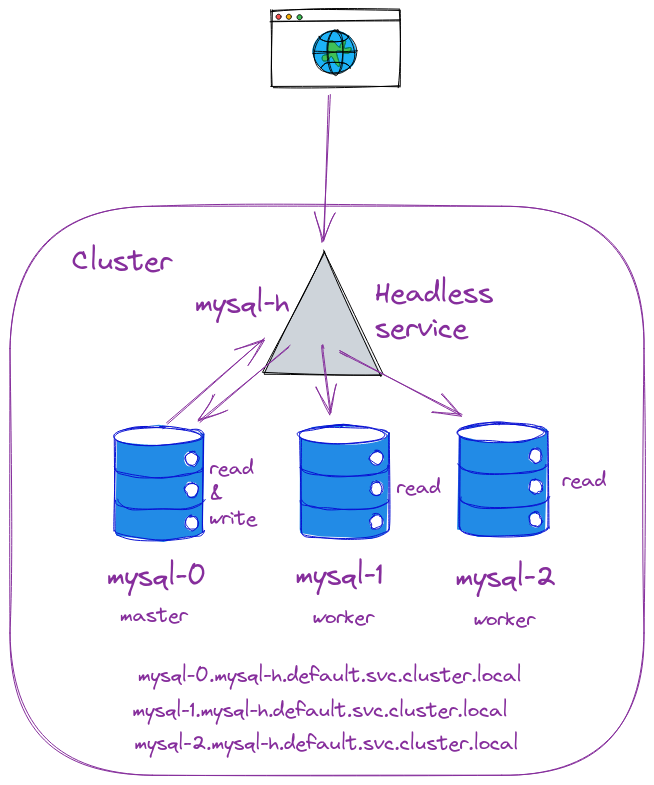 Cluster
mysql-h
Headless
service
read
&
write
read
read
mysql-0
mysql-1
mysql-2
master
worker
worker
mysql-0.mysql-h.default.svc.cluster.local
mysql-1.mysql-h.default.svc.cluster.local
mysql-2.mysql-h.default.svc.cluster.local